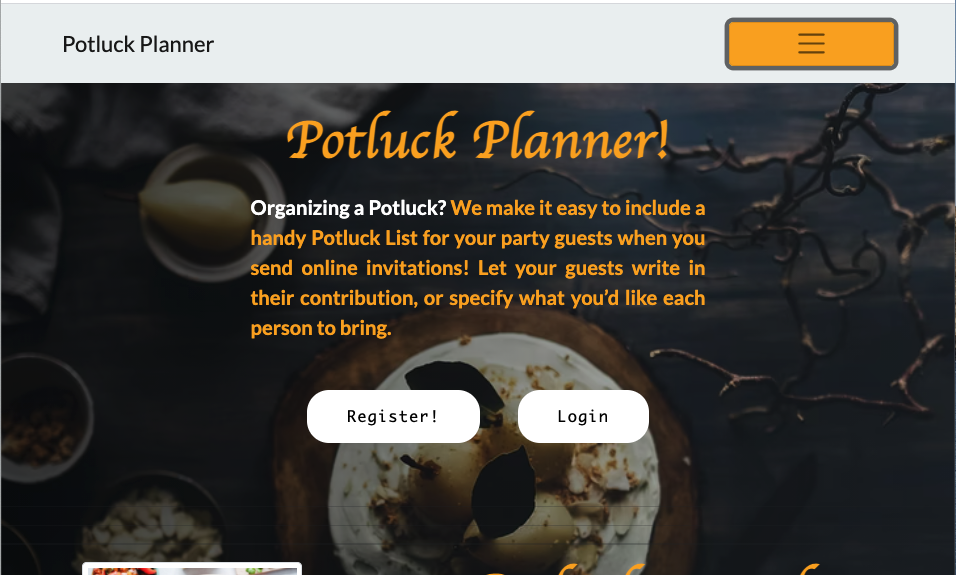 Potluck Planner
Potluck Planner!
Organizing a Potluck? We make it easy to include a
handy Potluck List for your party guests when you
send online invitations! Let your guests write in
their contribution, or specify what you’d like each
person to bring.
Register!
Login